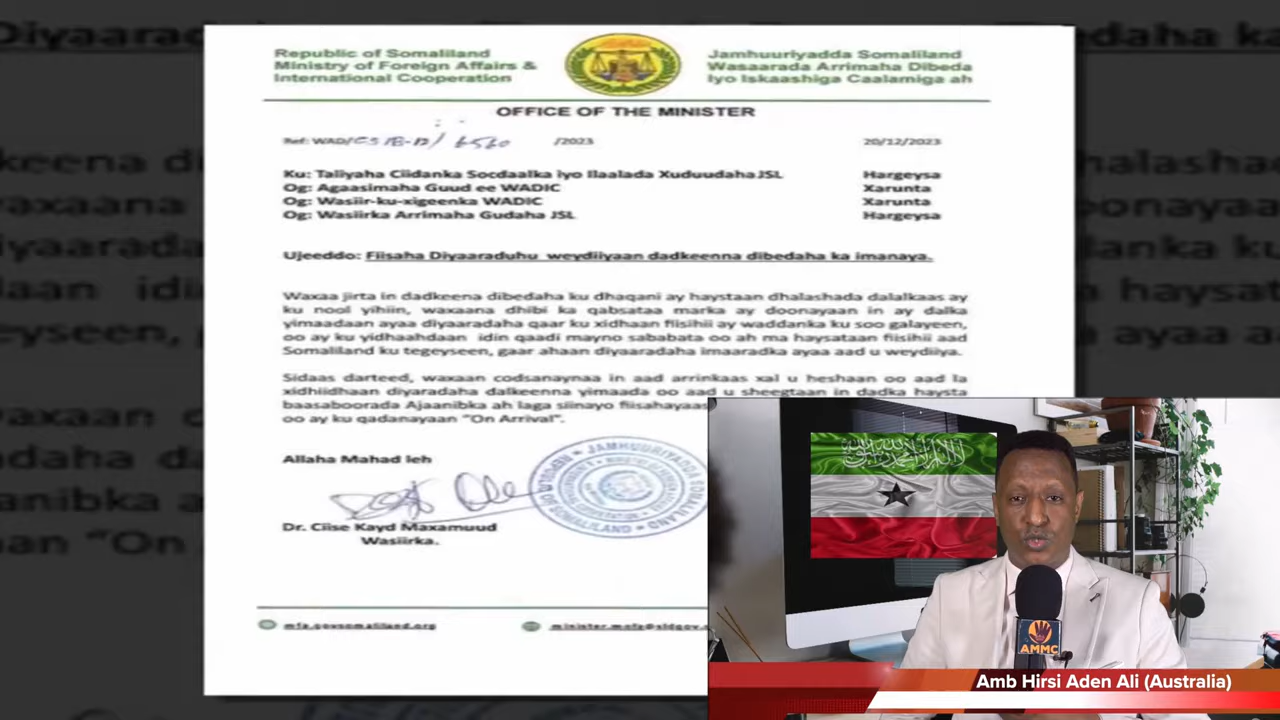 Republic of Somaliland
Ministry of Foreign Affairs &
International Cooperation
Jamhuuriyadda Somaliland
Wasaarada Arrimaha Dibeda
Iyo Iskaashiga Caalamiga ah
OFFICE OF THE MINISTER
Ref: WAD/ /2023 20/12/2023
Ku: Taliyaha Ciidanka Socdaalka iyo Ilaalada Xuduudaha JSL Hargeysa
Og: Agaasimaha Guud ee WADIC Xarunta
Og: Wasiir-ku-xigeenka WADIC Xarunta
Og: Wasiirka Arrimaha Gudaha JSL Hargeysa
Ujeeddo: Fiisaha Diyaaraduhu weydiiyaan dadkeenna dibedaha ka imanaya.
Waxaa jirta in dadkeena dibedaha ku dhaqani ay haystaan dhalashada dalalkaas ay
ku nool yihiin, waxaana dhibi ka qabsataa marka ay doonayaan in ay dalka
yimaadaan ayaa diyaaradaha qaar ku xidhaan fiisihii ay waddanka ku soo galayeen,
oo ay ku yidhaahdaan idin qaadi mayno sababata oo ah ma haysataan fiisihii aad
Somaliland ku tegeyseen, gaar ahaan diyaaradaha imaaradka ayaa aad u weydiiya.
Sidaas darteed, waxaan codsanaynaa in aad arrinkaas xal u heshaan oo aad la
xidhiidhaan diyaradaha dalkeenna yimaada oo aad u sheegtaan in dadka haysta
baasaboorada Ajaanibka ah laga siinayo fiisahayaas
oo ay ku qadanayaan "On Arrival".
Allaha Mahad leh
Dr. Ciise Kayd Maxamuud
Wasiirka.
JAMHUURIYADDA SOMALILAND
mfa.govsomaliland.org
AMMC
Amb Hirsi Aden Ali (Australia)